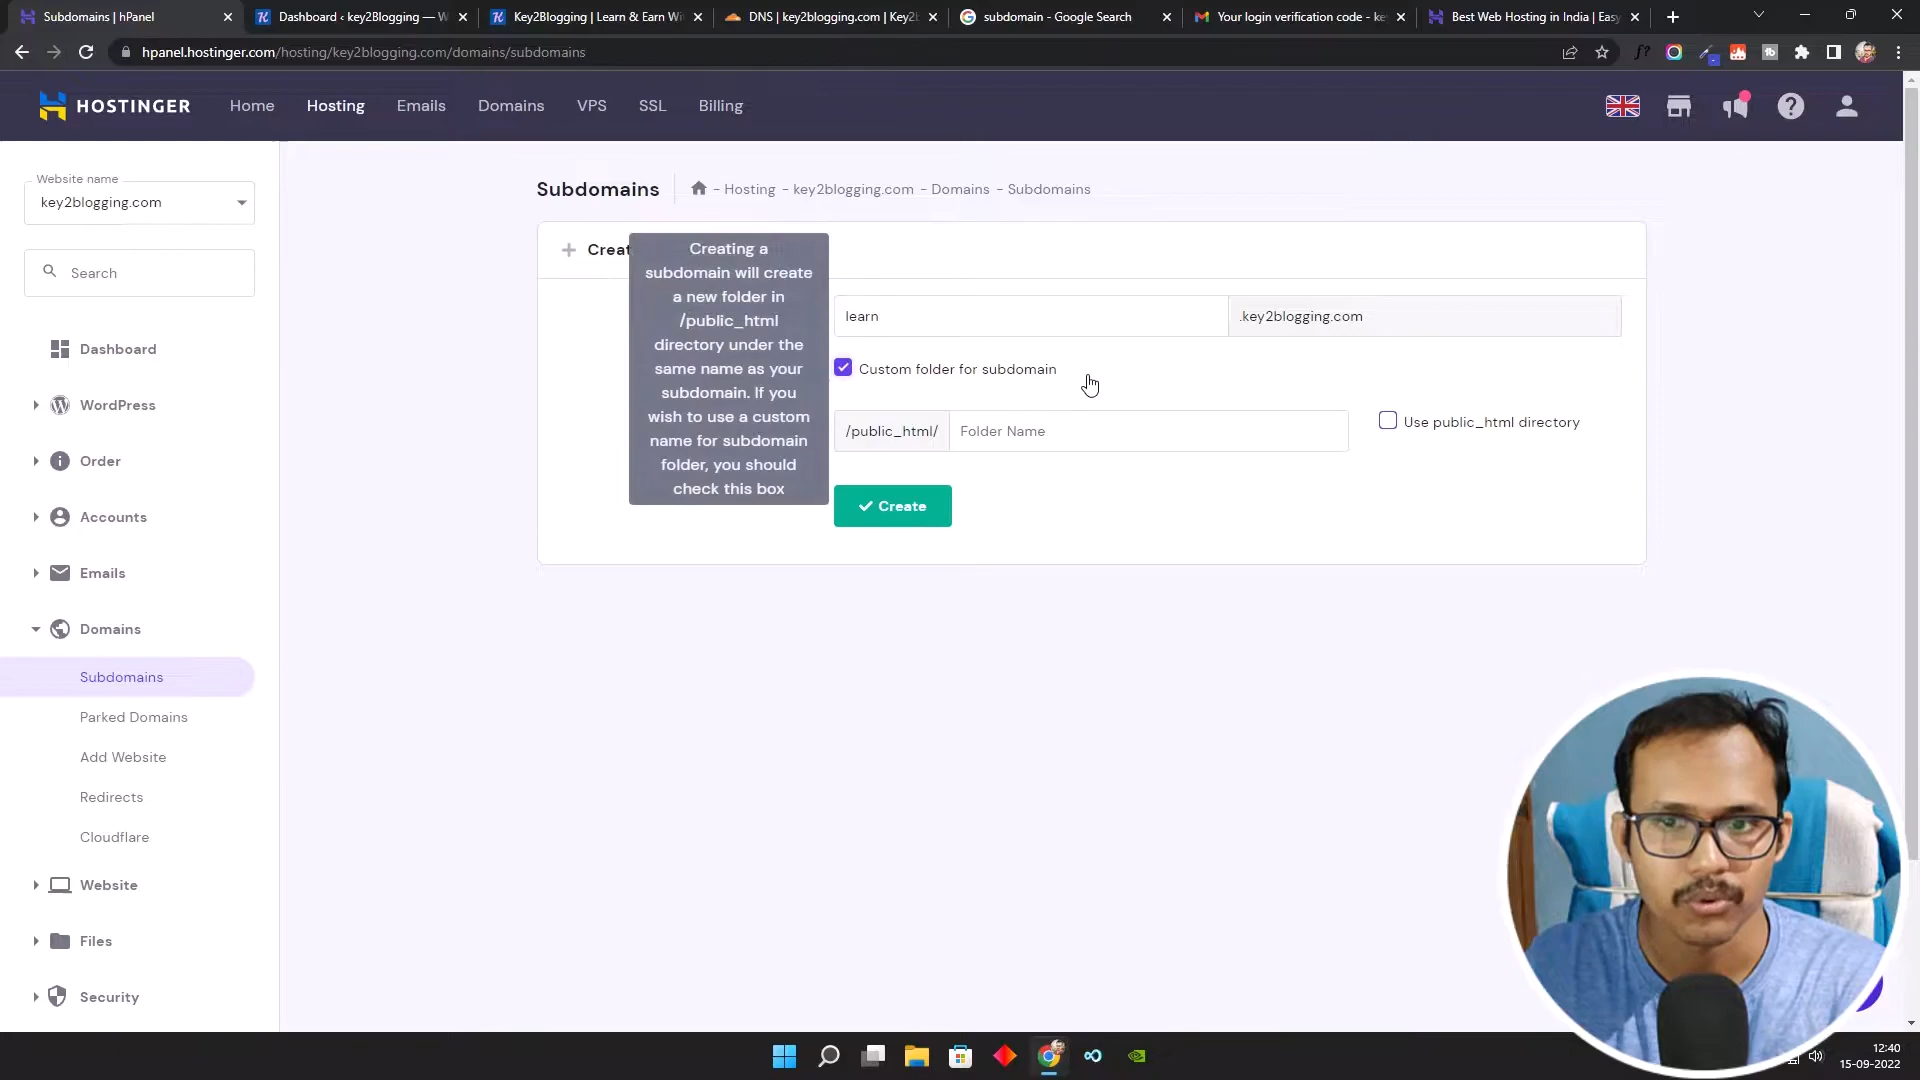 Subdomains | hPanel
Dashboard ‹ key2Blogging — W
Key2Blogging | Learn & Earn Wi
DNS | key2blogging.com | Key2
subdomain - Google Search
Your login verification code - ke
Best Web Hosting in India | Easy
hpanel.hostinger.com/hosting/key2blogging.com/domains/subdomains
HOSTINGER
Home
Hosting
Emails
Domains
VPS
SSL
Billing
Website name
key2blogging.com
Search
Dashboard
WordPress
Order
Accounts
Emails
Domains
Subdomains
Parked Domains
Add Website
Redirects
Cloudflare
Website
Files
Security
Subdomains
- Hosting - key2blogging.com - Domains - Subdomains
Creat
Creating a
subdomain will create
a new folder in
/public_html
directory under the
same name as your
subdomain. If you
wish to use a custom
name for subdomain
folder, you should
check this box
learn
.key2blogging.com
Custom folder for subdomain
/public_html/
Folder Name
Use public_html directory
Create
12:40
15-09-2022